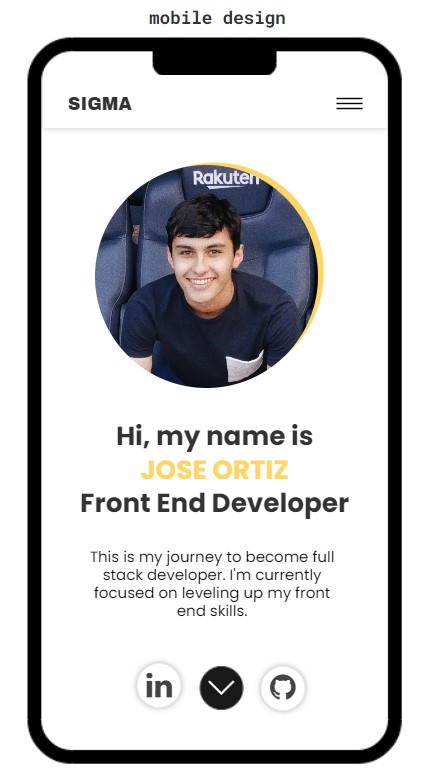 mobile design
SIGMA
Rakuten
Hi, my name is
JOSE ORTIZ
Front End Developer
This is my journey to become full
stack developer. I'm currently
focused on leveling up my front
end skills.
in